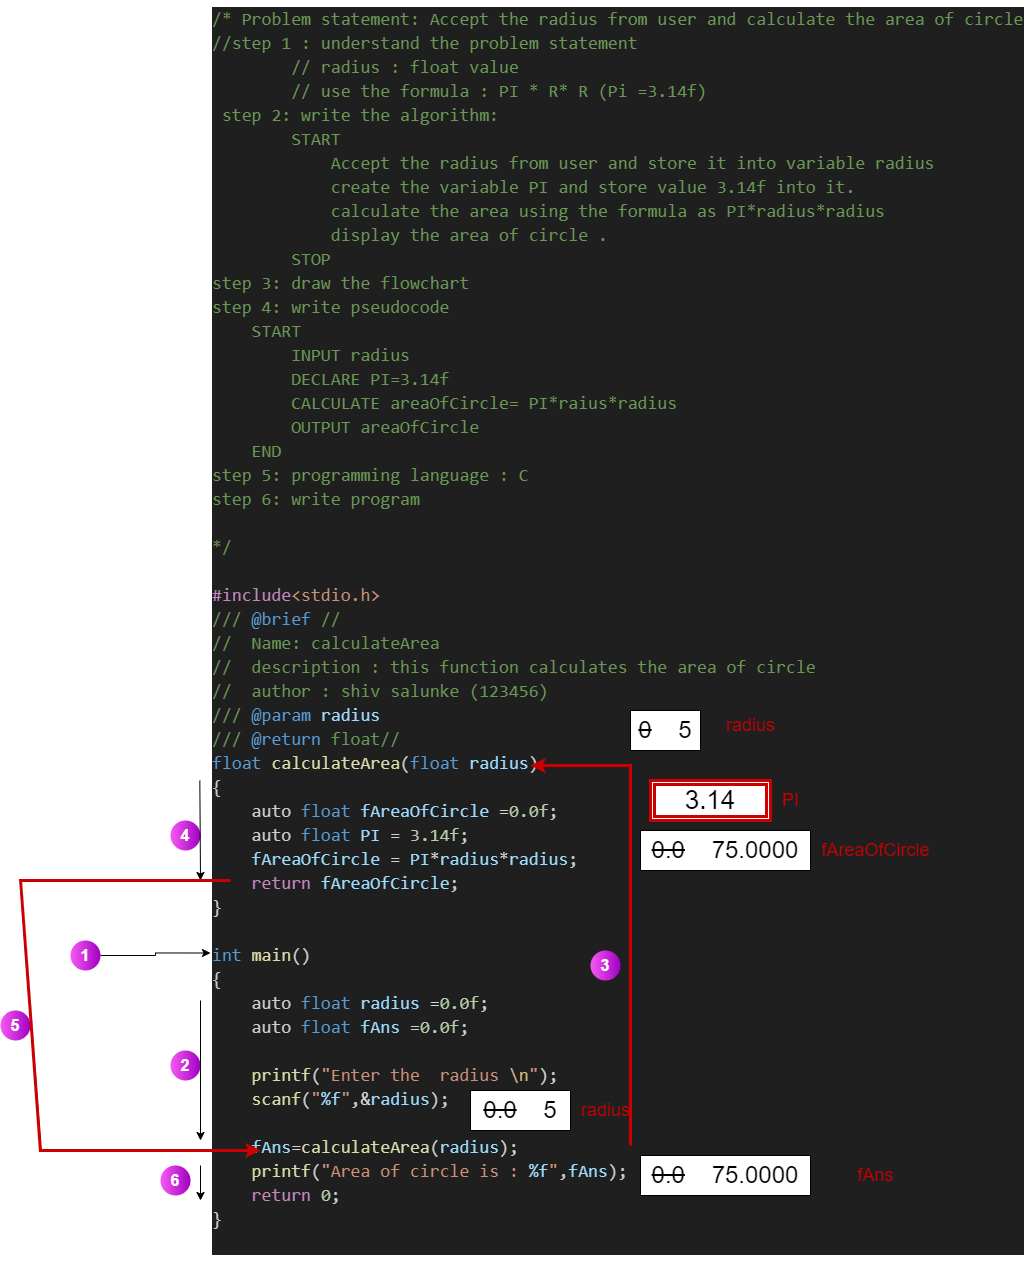 /* Problem statement: Accept the radius from user and calculate the area of circle
//step 1 : understand the problem statement
// radius : float value
// use the formula : PI * R* R (Pi =3.14f)
step 2: write the algorithm:
START
Accept the radius from user and store it into variable radius
create the variable PI and store value 3.14f into it.
calculate the area using the formula as PI*radius*radius
display the area of circle .
STOP
step 3: draw the flowchart
step 4: write pseudocode
START
INPUT radius
DECLARE PI=3.14f
CALCULATE areaOfCircle= PI*raius*radius
OUTPUT areaOfCircle
END
step 5: programming language : C
step 6: write program
*/
#include<stdio.h>
/// @brief //
//  Name: calculateArea
//  description : this function calculates the area of circle
//  author : shiv salunke (123456)
/// @param radius
0 5 radius
/// @return float//
float calculateArea(float radius)
{
3.14 PI
auto float fAreaOfCircle =0.0f;
4
auto float PI = 3.14f;
0.0 75.0000 fAreaOfCircle
fAreaOfCircle = PI*radius*radius;
return fAreaOfCircle;
}
1
int main()
3
{
auto float radius =0.0f;
5
auto float fAns =0.0f;
2
printf("Enter the  radius \n");
scanf("%f",&radius);
0.0 5 radius
fAns=calculateArea(radius);
printf("Area of circle is : %f",fAns);
0.0 75.0000 fAns
6
return 0;
}